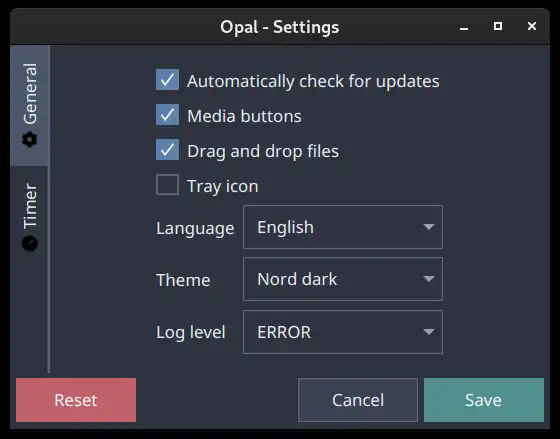 Opal - Settings
General
Timer
Automatically check for updates
Media buttons
Drag and drop files
Tray icon
Language English
Theme Nord dark
Log level ERROR
Reset Cancel Save